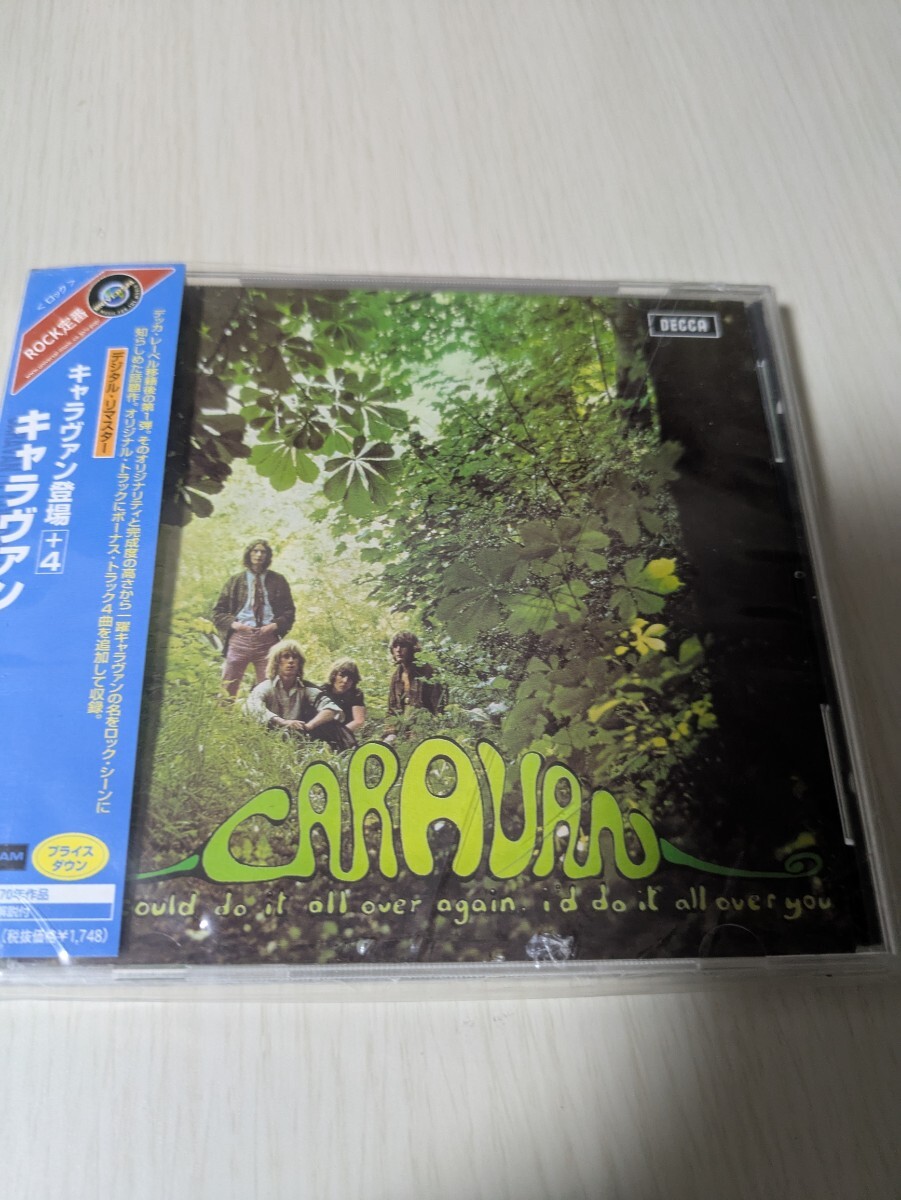 <ロック>
ROCK定番
キャラヴァン登場+4
キャラヴァン
デジタル・リマスター
デッカ・レーベル移籍後の第1弾。そのオリジナリティと完成度の高さから一躍キャラヴァンの名をロック・シーンに
知らしめた話題作。オリジナル・トラックにボーナス・トラック4曲を追加して収録。
AM
プライス
ダウン
70年作品
解説付
(税抜価格¥1,748)
DECCA
CARAVAN
ould do it all over again. id do it all over you